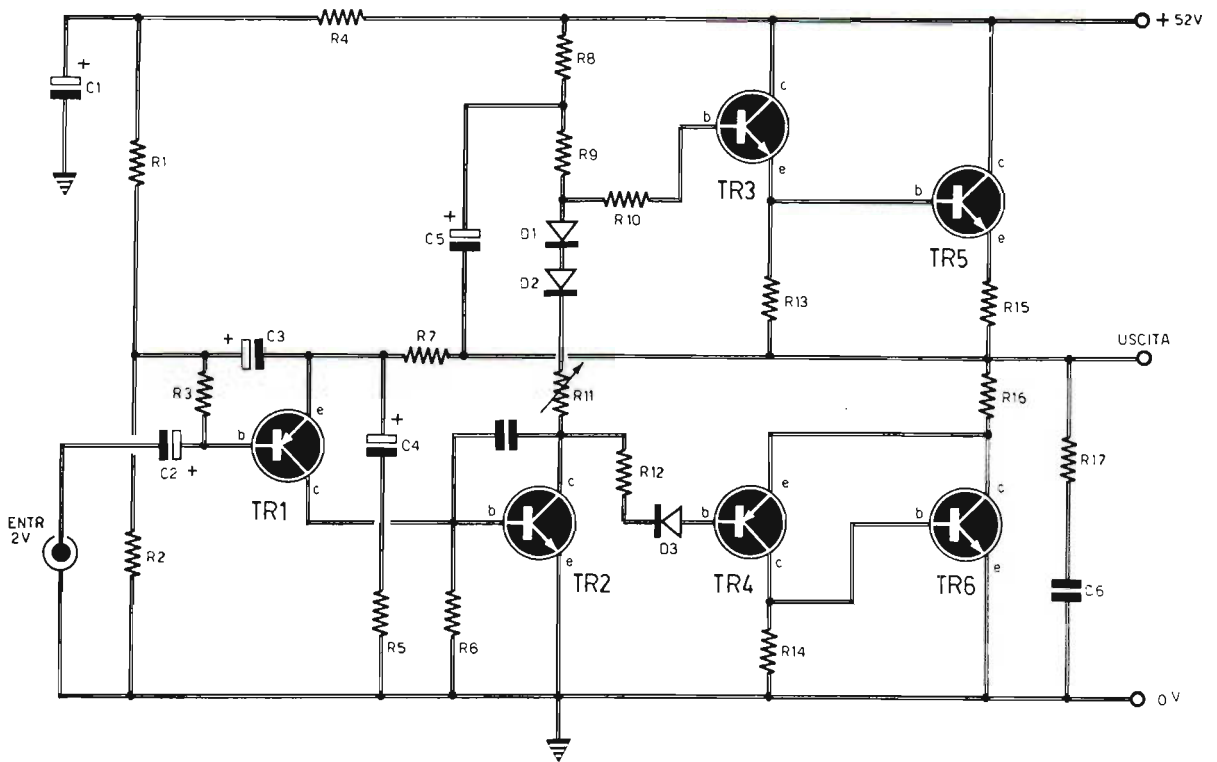 + 52V
R4
R8
+
C1
c
b
R1
R9
e
TR3
c
R10
b
+
C5
D1
TR5
e
D2
R13
R15
+
C3
R7
USCITA
R3
R11
R16
e
+
b
C4
e
R17
C2
+
R12
c
TR1
c
c
ENTR
2V
b
b
b
D3
R2
e
c
e
TR2
TR4
TR6
C6
R5
R6
R14
0 V